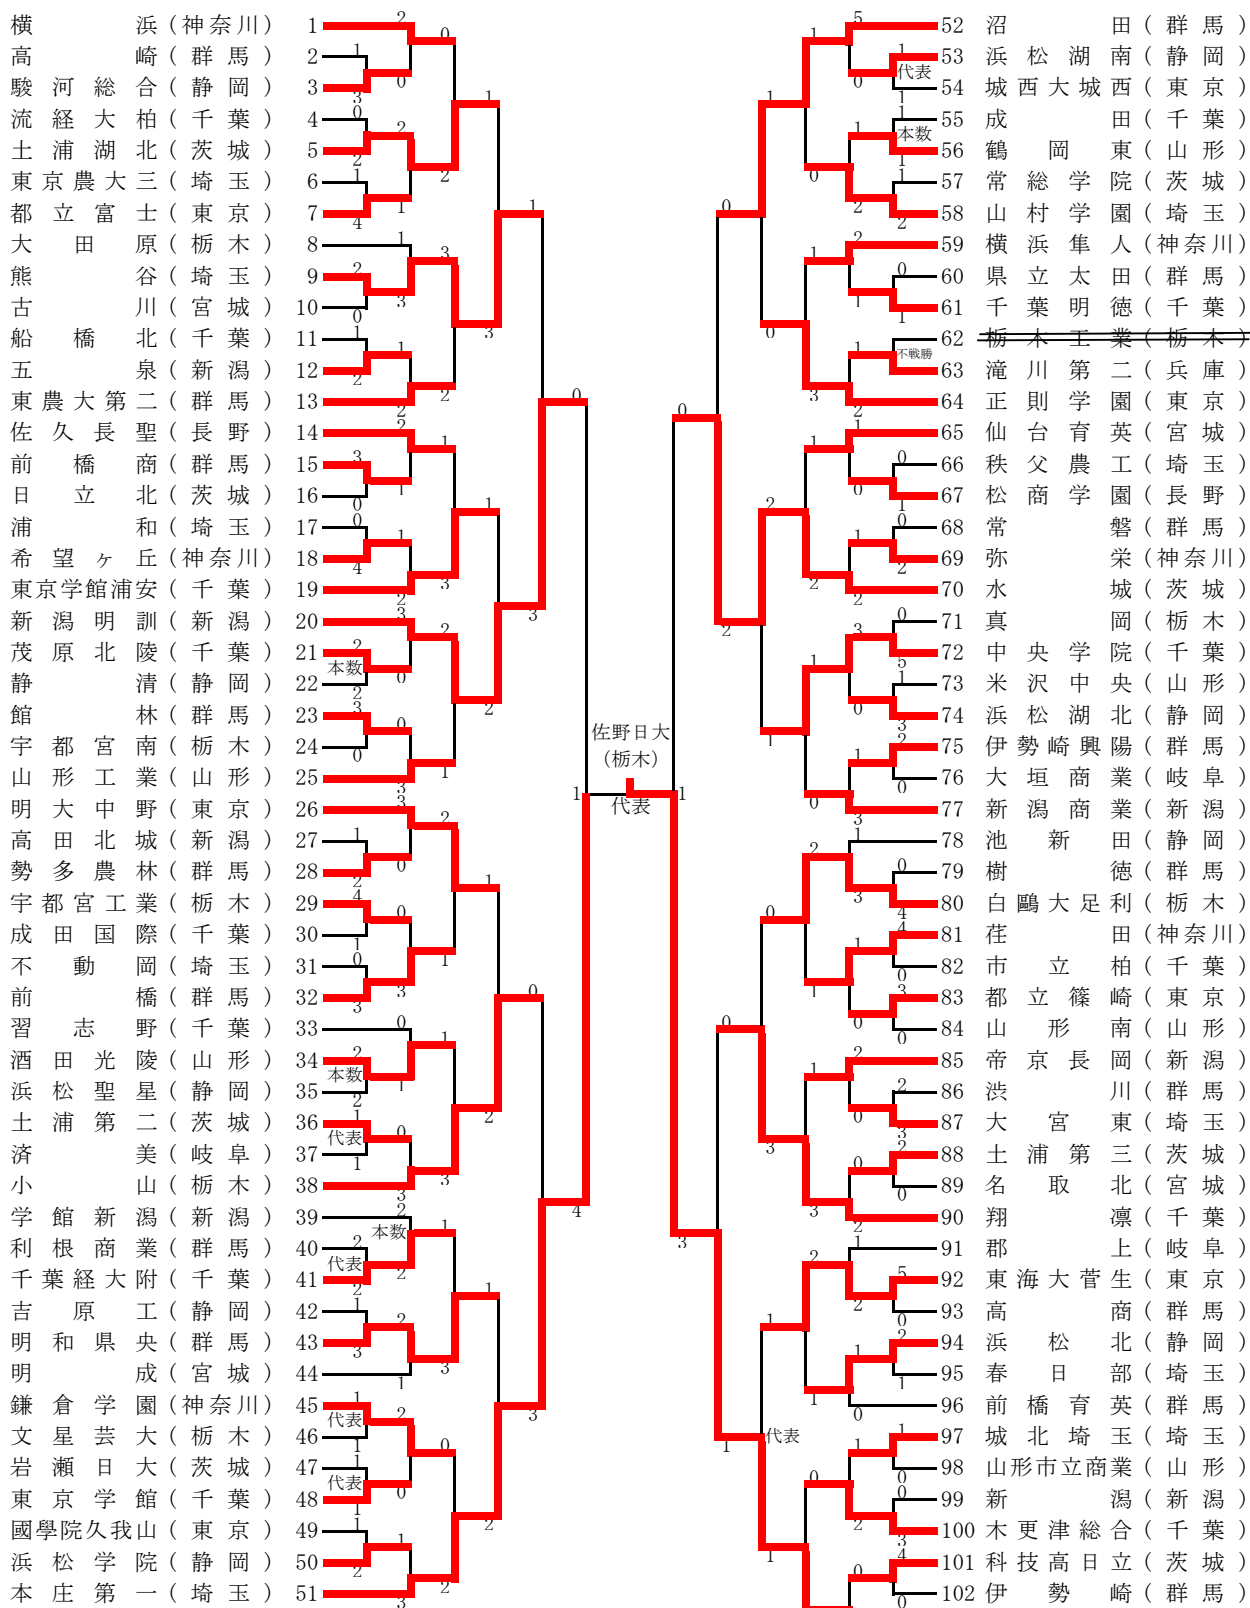 横浜(神奈川) 1
高崎(群馬) 2
駿河総合(静岡) 3
流経大柏(千葉) 4
土浦湖北(茨城) 5
東京農大三(埼玉) 6
都立富士(東京) 7
大田原(栃木) 8
熊谷(埼玉) 9
古川(宮城) 10
船橋北(千葉) 11
五泉(新潟) 12
東農大第二(群馬) 13
佐久長聖(長野) 14
前橋商(群馬) 15
日立北(茨城) 16
浦和(埼玉) 17
希望ヶ丘(神奈川) 18
東京学館浦安(千葉) 19
新潟明訓(新潟) 20
茂原北陵(千葉) 21
本数
静清(静岡) 22
館林(群馬) 23
宇都宮南(栃木) 24
山形工業(山形) 25
明大中野(東京) 26
高田北城(新潟) 27
勢多農林(群馬) 28
宇都宮工業(栃木) 29
成田国際(千葉) 30
不動岡(埼玉) 31
前橋(群馬) 32
習志野(千葉) 33
酒田光陵(山形) 34
本数
浜松聖星(静岡) 35
土浦第二(茨城) 36
代表
済美(岐阜) 37
小山(栃木) 38
学館新潟(新潟) 39
本数
利根商業(群馬) 40
代表
千葉経大附(千葉) 41
吉原工(静岡) 42
明和県央(群馬) 43
明成(宮城) 44
鎌倉学園(神奈川) 45
代表
文星芸大(栃木) 46
岩瀬日大(茨城) 47
代表
東京学館(千葉) 48
國學院久我山(東京) 49
浜松学院(静岡) 50
本庄第一(埼玉) 51
佐野日大
(栃木)
代表
52 沼田(群馬)
53 浜松湖南(静岡)
代表
54 城西大城西(東京)
55 成田(千葉)
本数
56 鶴岡東(山形)
57 常総学院(茨城)
58 山村学園(埼玉)
59 横浜隼人(神奈川)
60 県立太田(群馬)
61 千葉明徳(千葉)
62 栃木工業(栃木)
不戦勝
63 滝川第二(兵庫)
64 正則学園(東京)
65 仙台育英(宮城)
66 秩父農工(埼玉)
67 松商学園(長野)
68 常磐(群馬)
69 弥栄(神奈川)
70 水城(茨城)
71 真岡(栃木)
72 中央学院(千葉)
73 米沢中央(山形)
74 浜松湖北(静岡)
75 伊勢崎興陽(群馬)
76 大垣商業(岐阜)
77 新潟商業(新潟)
78 池新田(静岡)
79 樹徳(群馬)
80 白鷗大足利(栃木)
81 荏田(神奈川)
82 市立柏(千葉)
83 都立篠崎(東京)
84 山形南(山形)
85 帝京長岡(新潟)
86 渋川(群馬)
87 大宮東(埼玉)
88 土浦第三(茨城)
89 名取北(宮城)
90 翔凛(千葉)
91 郡上(岐阜)
92 東海大菅生(東京)
93 高商(群馬)
94 浜松北(静岡)
95 春日部(埼玉)
96 前橋育英(群馬)
代表
97 城北埼玉(埼玉)
98 山形市立商業(山形)
99 新潟(新潟)
100 木更津総合(千葉)
101 科技高日立(茨城)
102 伊勢崎(群馬)